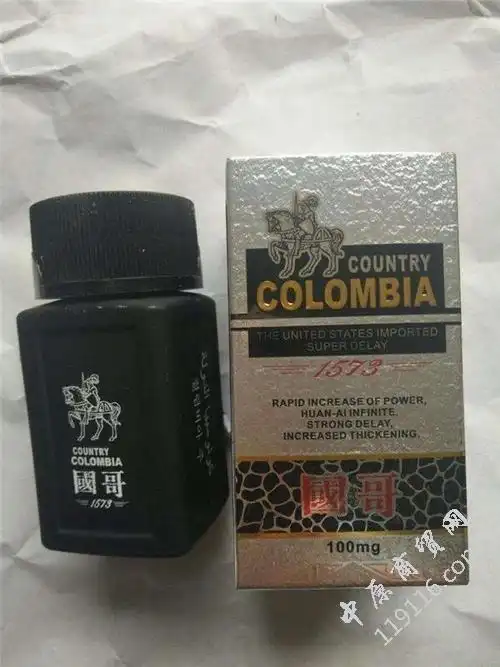 COUNTRY
COLOMBIA
國哥
1573
COUNTRY
COLOMBIA
THE UNITED STATES IMPORTED
SUPER DELAY
1573
RAPID INCREASE OF POWER,
HUAN-AI INFINITE.
STRONG DELAY,
INCREASED THICKENING.
國哥
100mg
中原商贸网
119116.com